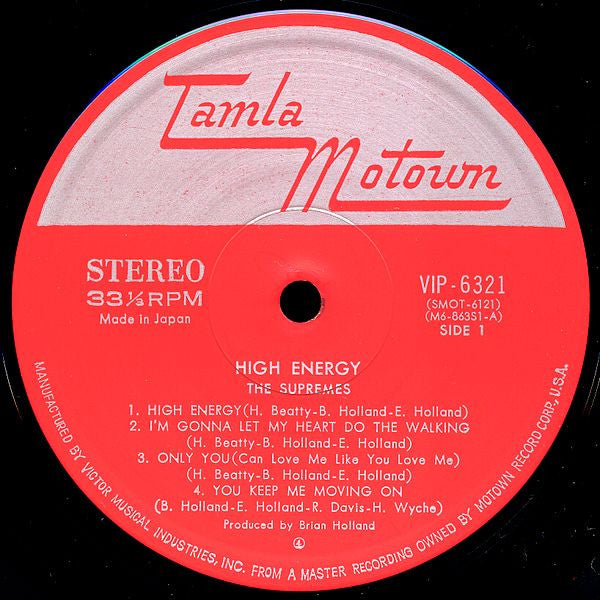 Tamla
Motown
STEREO
33⅓ RPM
Made in Japan
VIP-6321
(SMOT-6121)
(M6-863S1-A)
SIDE 1
HIGH ENERGY
THE SUPREMES
1. HIGH ENERGY(H. Beatty-B. Holland-E. Holland)
2. I'M GONNA LET MY HEART DO THE WALKING
(H. Beatty-B. Holland-E. Holland)
3. ONLY YOU(Can Love Me Like You Love Me)
(H. Beatty-B. Holland-E. Holland)
4. YOU KEEP ME MOVING ON
(B. Holland-E. Holland-R. Davis-H. Wyche)
Produced by Brian Holland
④
MANUFACTURED BY VICTOR MUSICAL INDUSTRIES, INC. FROM A MASTER RECORDING OWNED BY MOTOWN RECORD CORP, U.S.A.